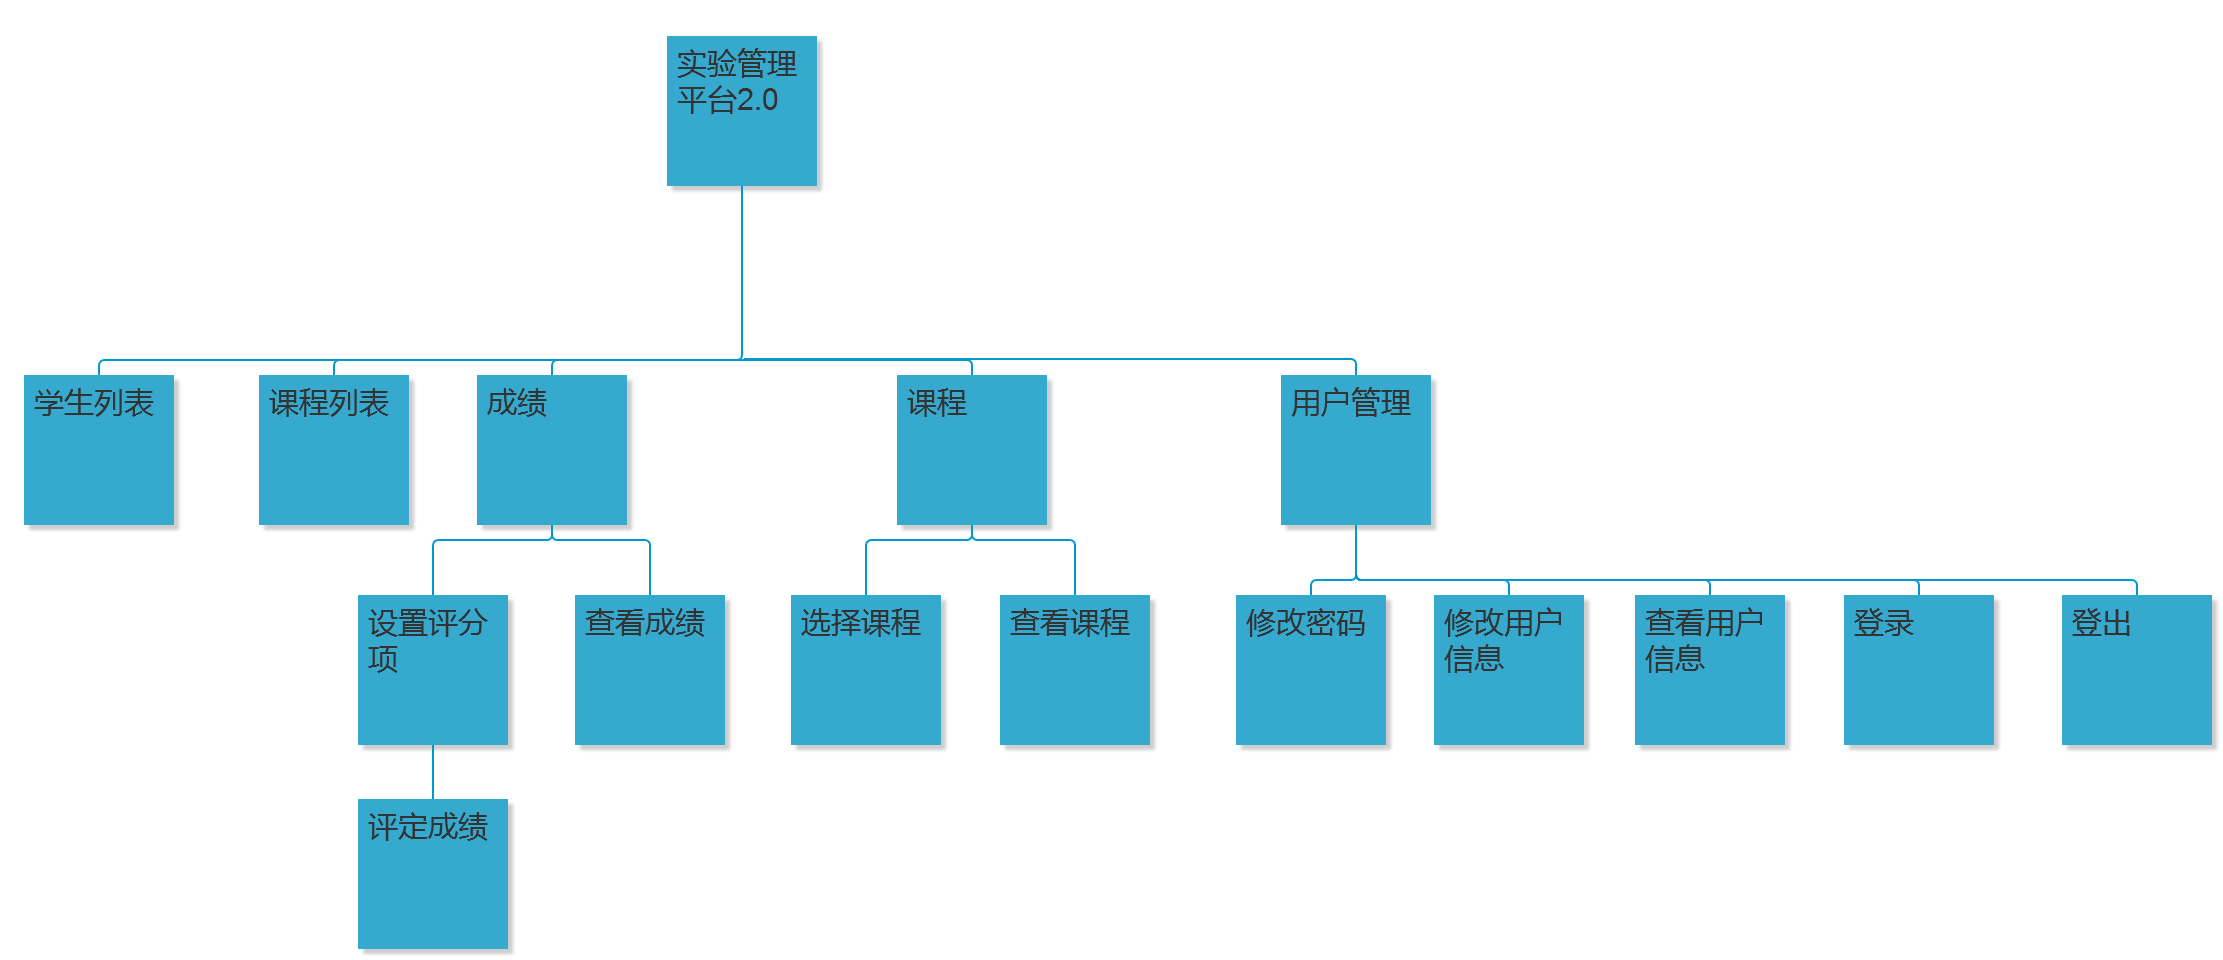 实验管理
平台2.0
学生列表
课程列表
成绩
课程
用户管理
设置评分
项
查看成绩
选择课程
查看课程
修改密码
修改用户
信息
查看用户
信息
登录
登出
评定成绩